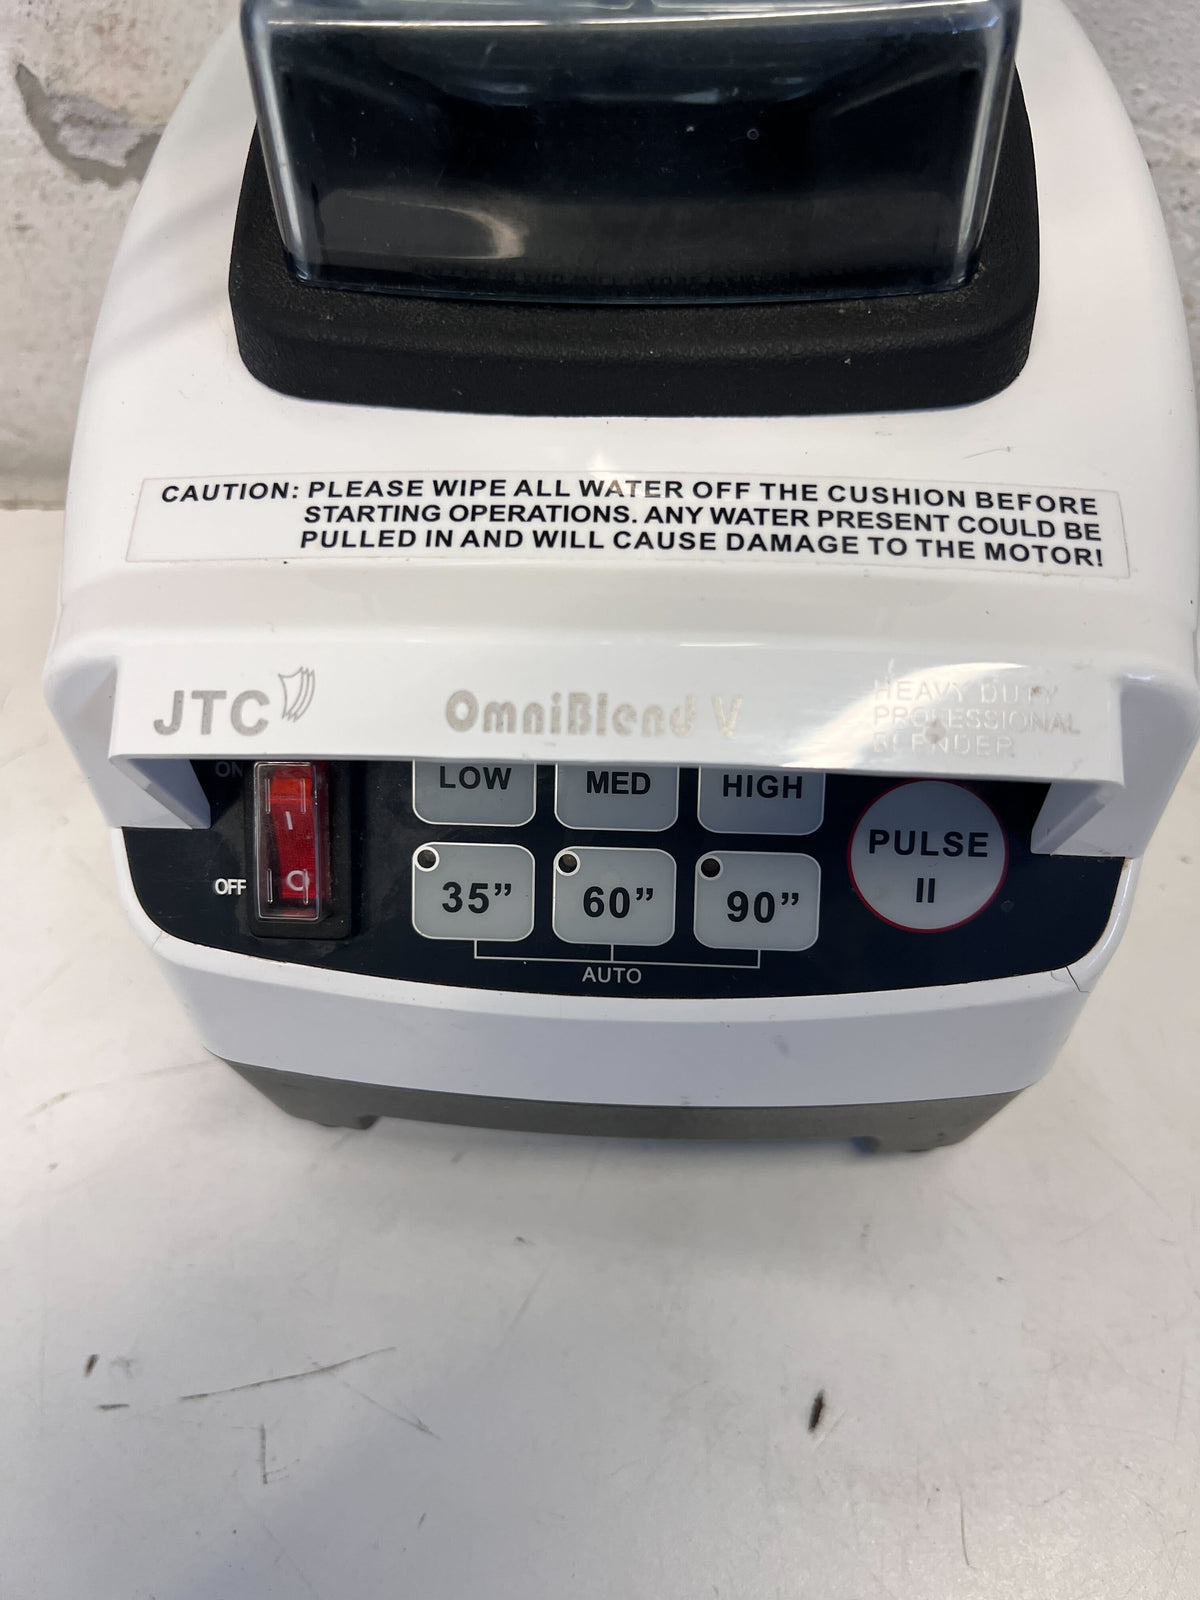 CAUTION: PLEASE WIPE ALL WATER OFF THE CUSHION BEFORE
STARTING OPERATIONS. ANY WATER PRESENT COULD BE
PULLED IN AND WILL CAUSE DAMAGE TO THE MOTOR!
JTC
OmniBlend V
HEAVY DUTY
PROFESSIONAL
BLENDER
ON
LOW
MED
HIGH
PULSE
II
I
O
OFF
35”
60”
90”
AUTO